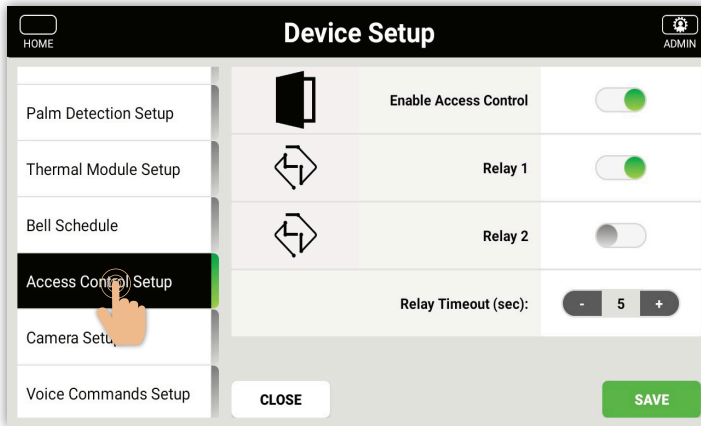 HOME
Device Setup
ADMIN
Palm Detection Setup
Thermal Module Setup
Bell Schedule
Access Control Setup
Camera Setup
Voice Commands Setup
Enable Access Control
Relay 1
Relay 2
Relay Timeout (sec):
- 5 +
CLOSE
SAVE